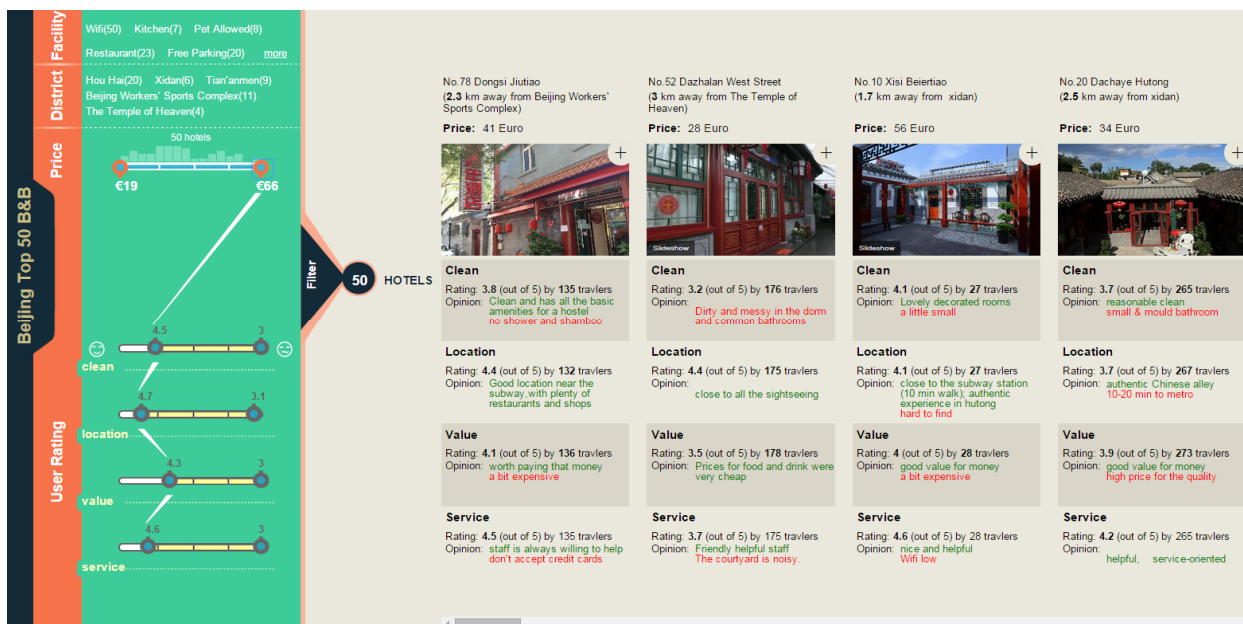 Beijing Top 50 B&B
Facility
Wifi(50) Kitchen(7) Pet Allowed(8)
Restaurant(23) Free Parking(20) more
District
Hou Hai(20) Xidan(6) Tian'anmen(9)
Beijing Workers' Sports Complex(11)
The Temple of Heaven(4)
Price
50 hotels
€19 €66
User Rating
4.5 3
clean
4.7 3.1
location
4.3 3
value
4.6 3
service
Filter
50 HOTELS
No.78 Dongsi Jiutiao
(2.3 km away from Beijing Workers'
Sports Complex)
Price: 41 Euro
+
Clean
Rating: 3.8 (out of 5) by 135 travlers
Opinion: Clean and has all the basic
amenities for a hostel
no shower and shamboo
Location
Rating: 4.4 (out of 5) by 132 travlers
Opinion: Good location near the
subway,with plenty of
restaurants and shops
Value
Rating: 4.1 (out of 5) by 136 travlers
Opinion: worth paying that money
a bit expensive
Service
Rating: 4.5 (out of 5) by 135 travlers
Opinion: staff is always willing to help
don't accept credit cards
No.52 Dazhalan West Street
(3 km away from The Temple of
Heaven)
Price: 28 Euro
+
Slideshow
Clean
Rating: 3.2 (out of 5) by 176 travlers
Opinion:
Dirty and messy in the dorm
and common bathrooms
Location
Rating: 4.4 (out of 5) by 175 travlers
Opinion:
close to all the sightseeing
Value
Rating: 3.5 (out of 5) by 178 travlers
Opinion: Prices for food and drink were
very cheap
Service
Rating: 3.7 (out of 5) by 175 travlers
Opinion: Friendly helpful staff
The courtyard is noisy.
No.10 Xisi Beiertiao
(1.7 km away from xidan)
Price: 56 Euro
+
Slideshow
Clean
Rating: 4.1 (out of 5) by 27 travlers
Opinion: Lovely decorated rooms
a little small
Location
Rating: 4.1 (out of 5) by 27 travlers
Opinion: close to the subway station
(10 min walk); authentic
experience in hutong
hard to find
Value
Rating: 4 (out of 5) by 28 travlers
Opinion: good value for money
a bit expensive
Service
Rating: 4.6 (out of 5) by 28 travlers
Opinion: nice and helpful
Wifi low
No.20 Dachaye Hutong
(2.5 km away from xidan)
Price: 34 Euro
+
Clean
Rating: 3.7 (out of 5) by 265 travlers
Opinion: reasonable clean
small & mould bathroom
Location
Rating: 3.7 (out of 5) by 267 travlers
Opinion: authentic Chinese alley
10-20 min to metro
Value
Rating: 3.9 (out of 5) by 273 travlers
Opinion: good value for money
high price for the quality
Service
Rating: 4.2 (out of 5) by 265 travlers
Opinion:
helpful, service-oriented